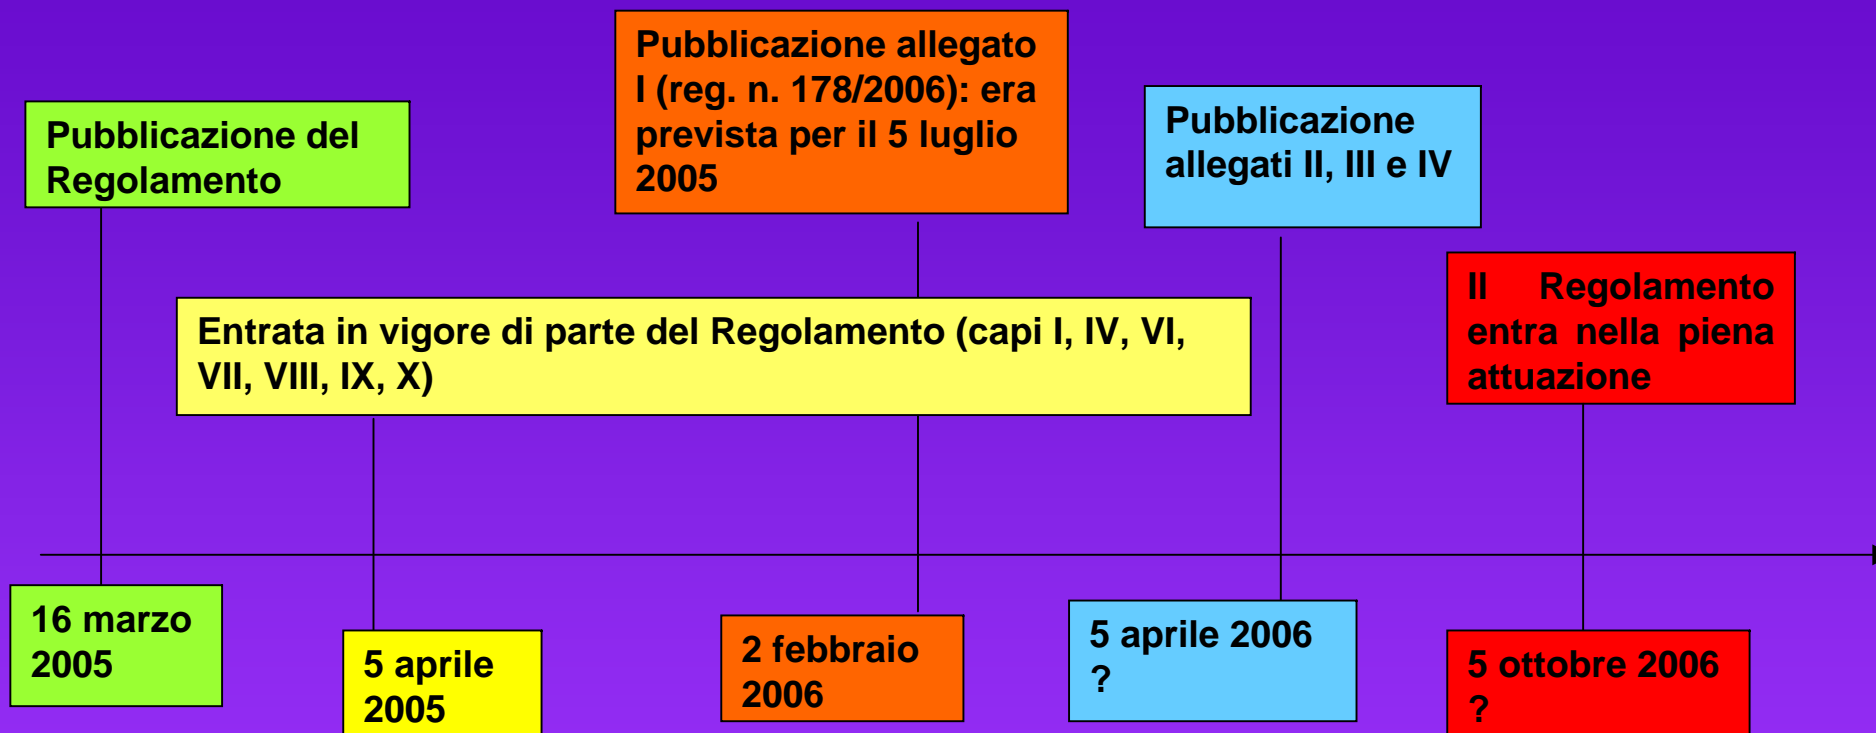 Pubblicazione allegato
I (reg. n. 178/2006): era
prevista per il 5 luglio
2005
Pubblicazione del
Regolamento
Pubblicazione
allegati II, III e IV
Il Regolamento
entra nella piena
attuazione
Entrata in vigore di parte del Regolamento (capi I, IV, VI,
VII, VIII, IX, X)
16 marzo
2005
5 aprile
2005
2 febbraio
2006
5 aprile 2006
?
5 ottobre 2006
?